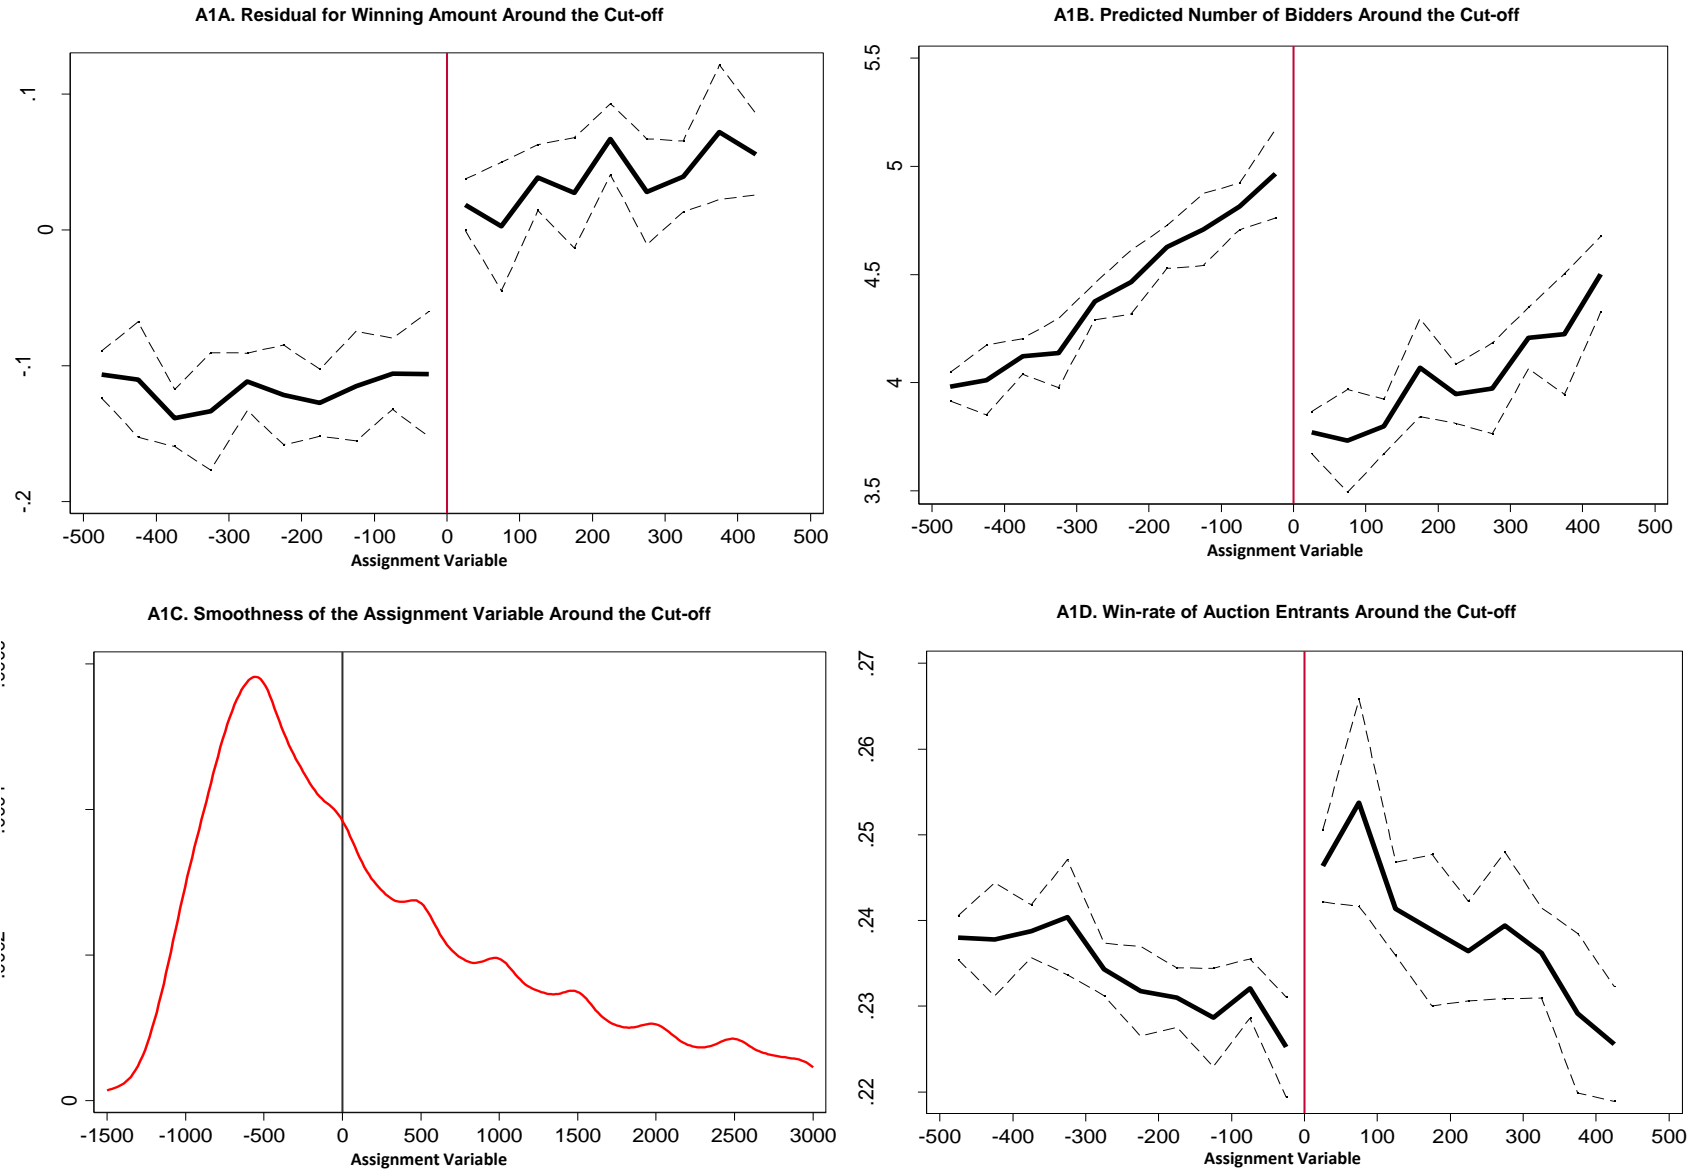 A1A. Residual for Winning Amount Around the Cut-off
.1
0
-.1
-.2
-500 -400 -300 -200 -100 0 100 200 300 400 500
Assignment Variable
A1B. Predicted Number of Bidders Around the Cut-off
5.5
5
4.5
4
3.5
-500 -400 -300 -200 -100 0 100 200 300 400 500
Assignment Variable
A1C. Smoothness of the Assignment Variable Around the Cut-off
0
-1500 -1000 -500 0 500 1000 1500 2000 2500 3000
Assignment Variable
A1D. Win-rate of Auction Entrants Around the Cut-off
.27
.26
.25
.24
.23
.22
-500 -400 -300 -200 -100 0 100 200 300 400 500
Assignment Variable